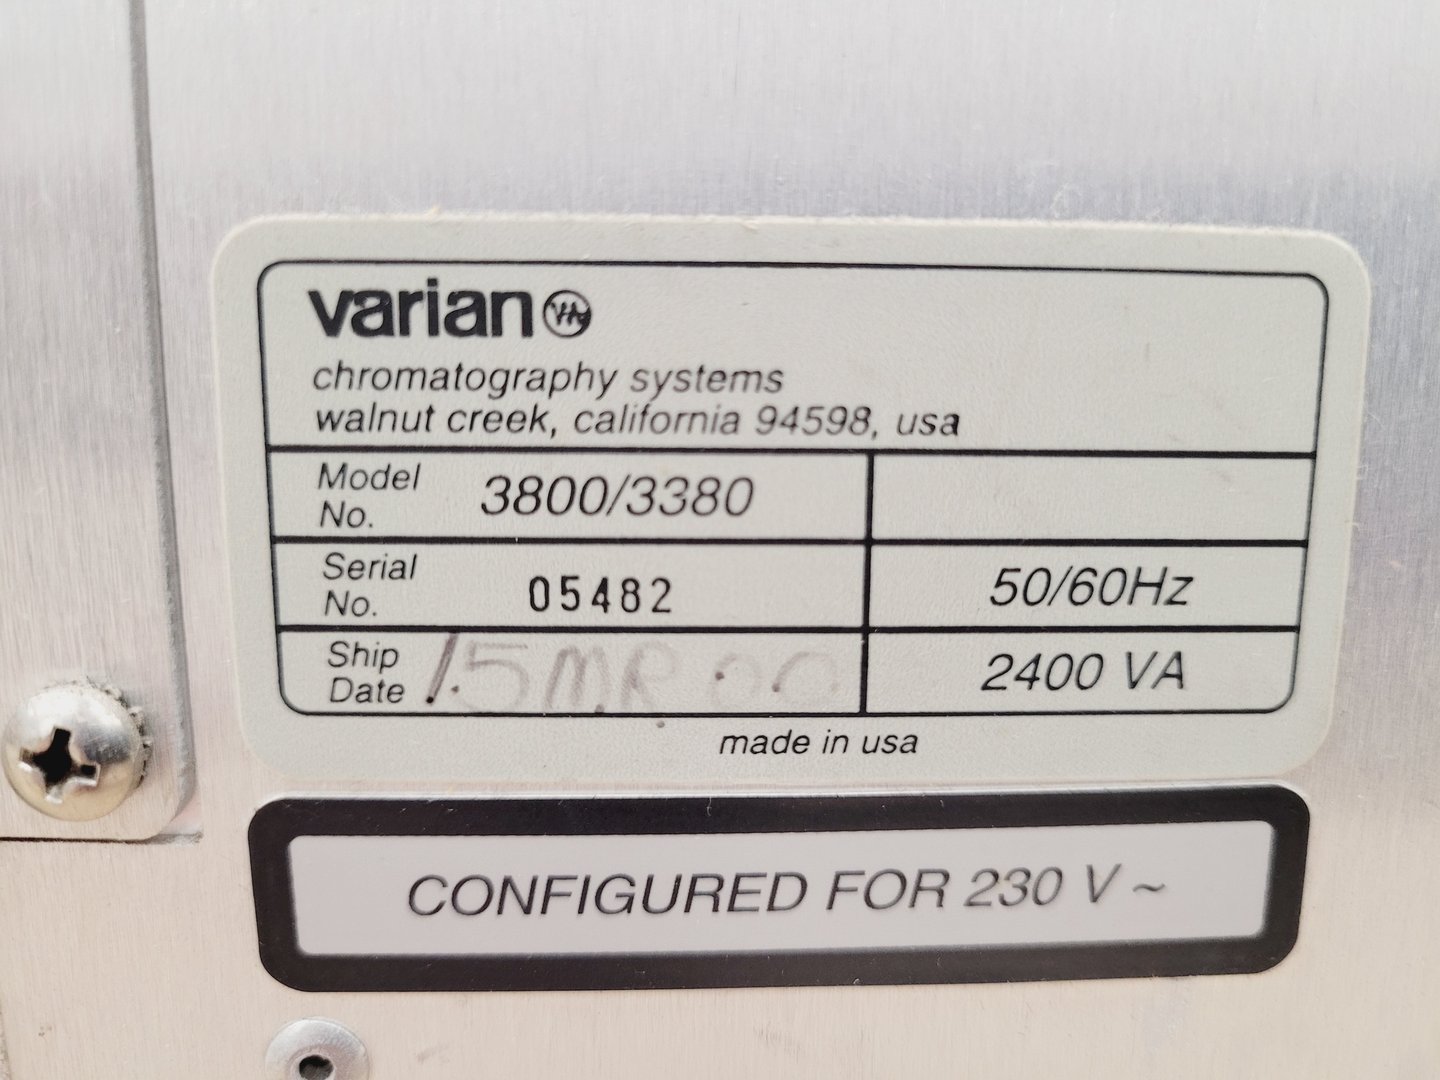 varian
chromatography systems
walnut creek, california 94598, usa
Model No. 3800/3380
Serial No. 05482 50/60Hz
Ship Date 15MR00 2400 VA
made in usa
CONFIGURED FOR 230 V ~